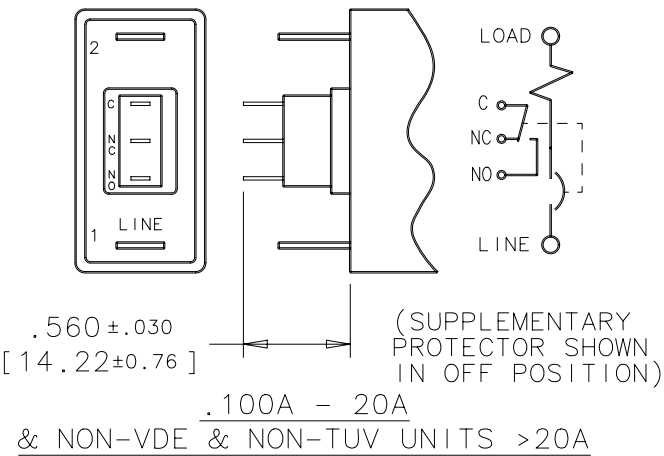 2
C
NC
NO
LINE
1
LOAD
C
NC
NO
LINE
.560±.030
[14.22±0.76]
(SUPPLEMENTARY
PROTECTOR SHOWN
IN OFF POSITION)
.100A - 20A
& NON-VDE & NON-TUV UNITS >20A